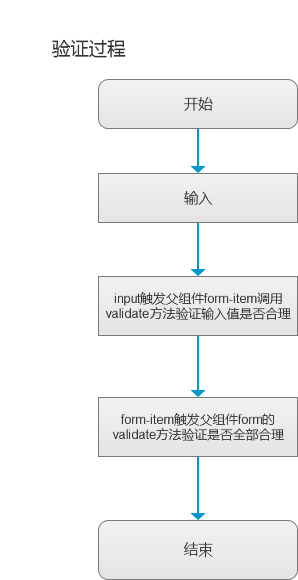 验证过程
开始
输入
input触发父组件form-item调用
validate方法验证输入值是否合理
form-item触发父组件form的
validate方法验证是否全部合理
结束